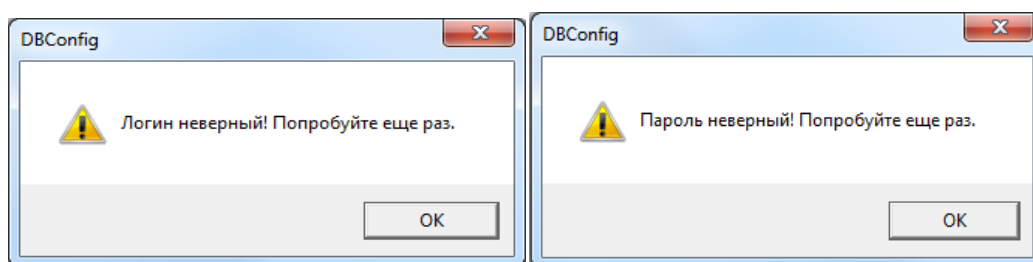 DBConfig
Логин неверный! Попробуйте еще раз.
OK
DBConfig
Пароль неверный! Попробуйте еще раз.
OK